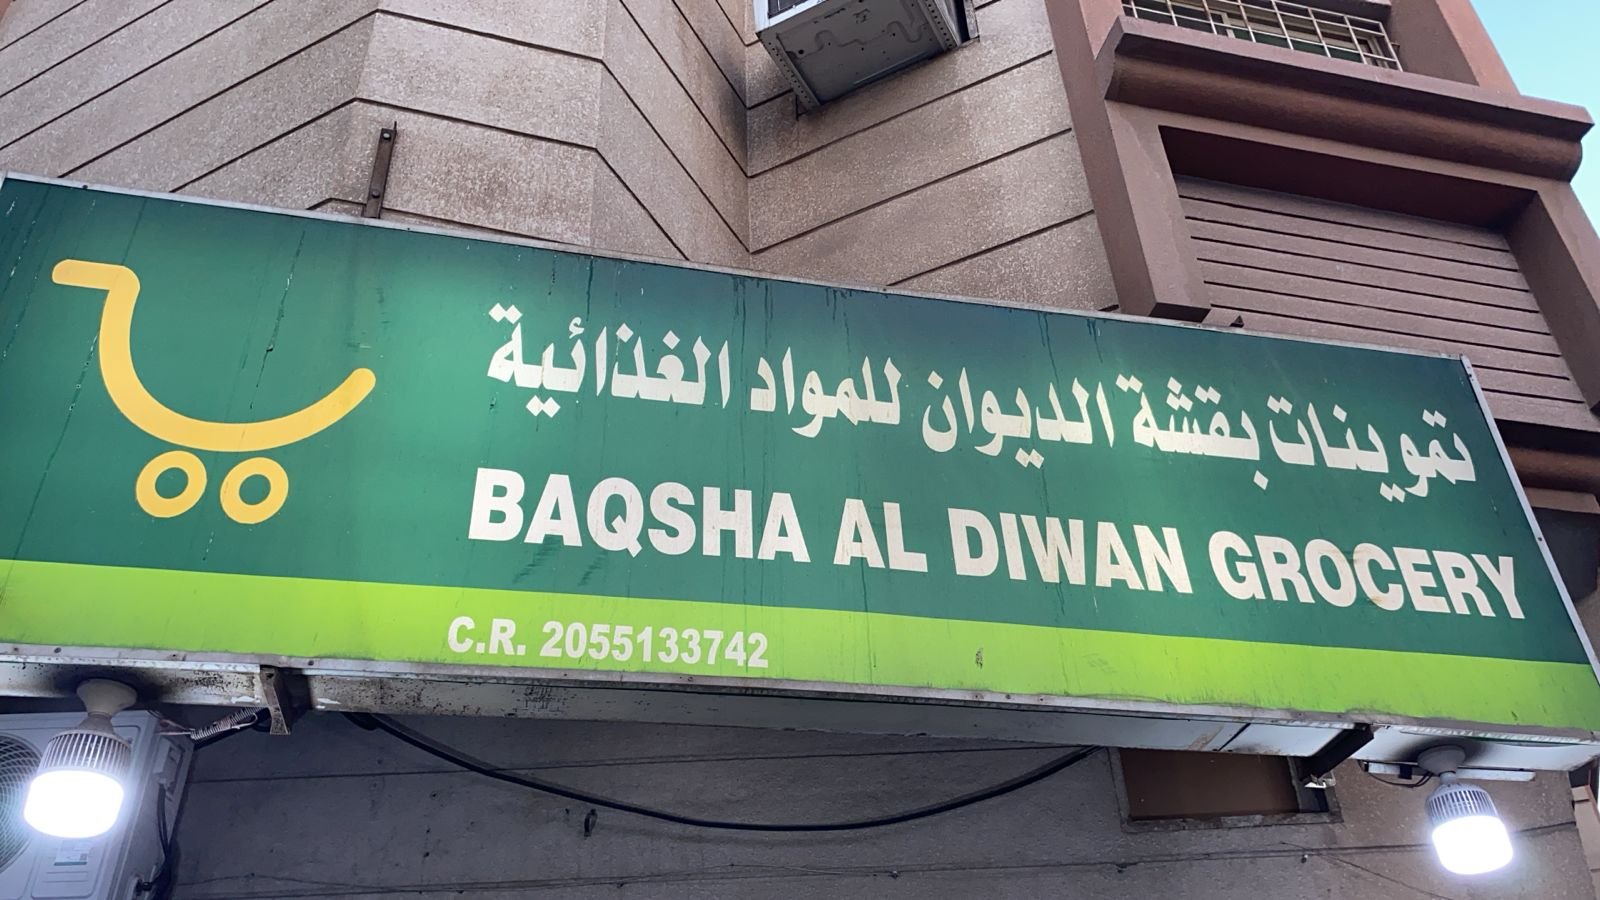 تموينات بقشة الديوان للمواد الغذائية
BAQSHA AL DIWAN GROCERY
C.R. 2055133742